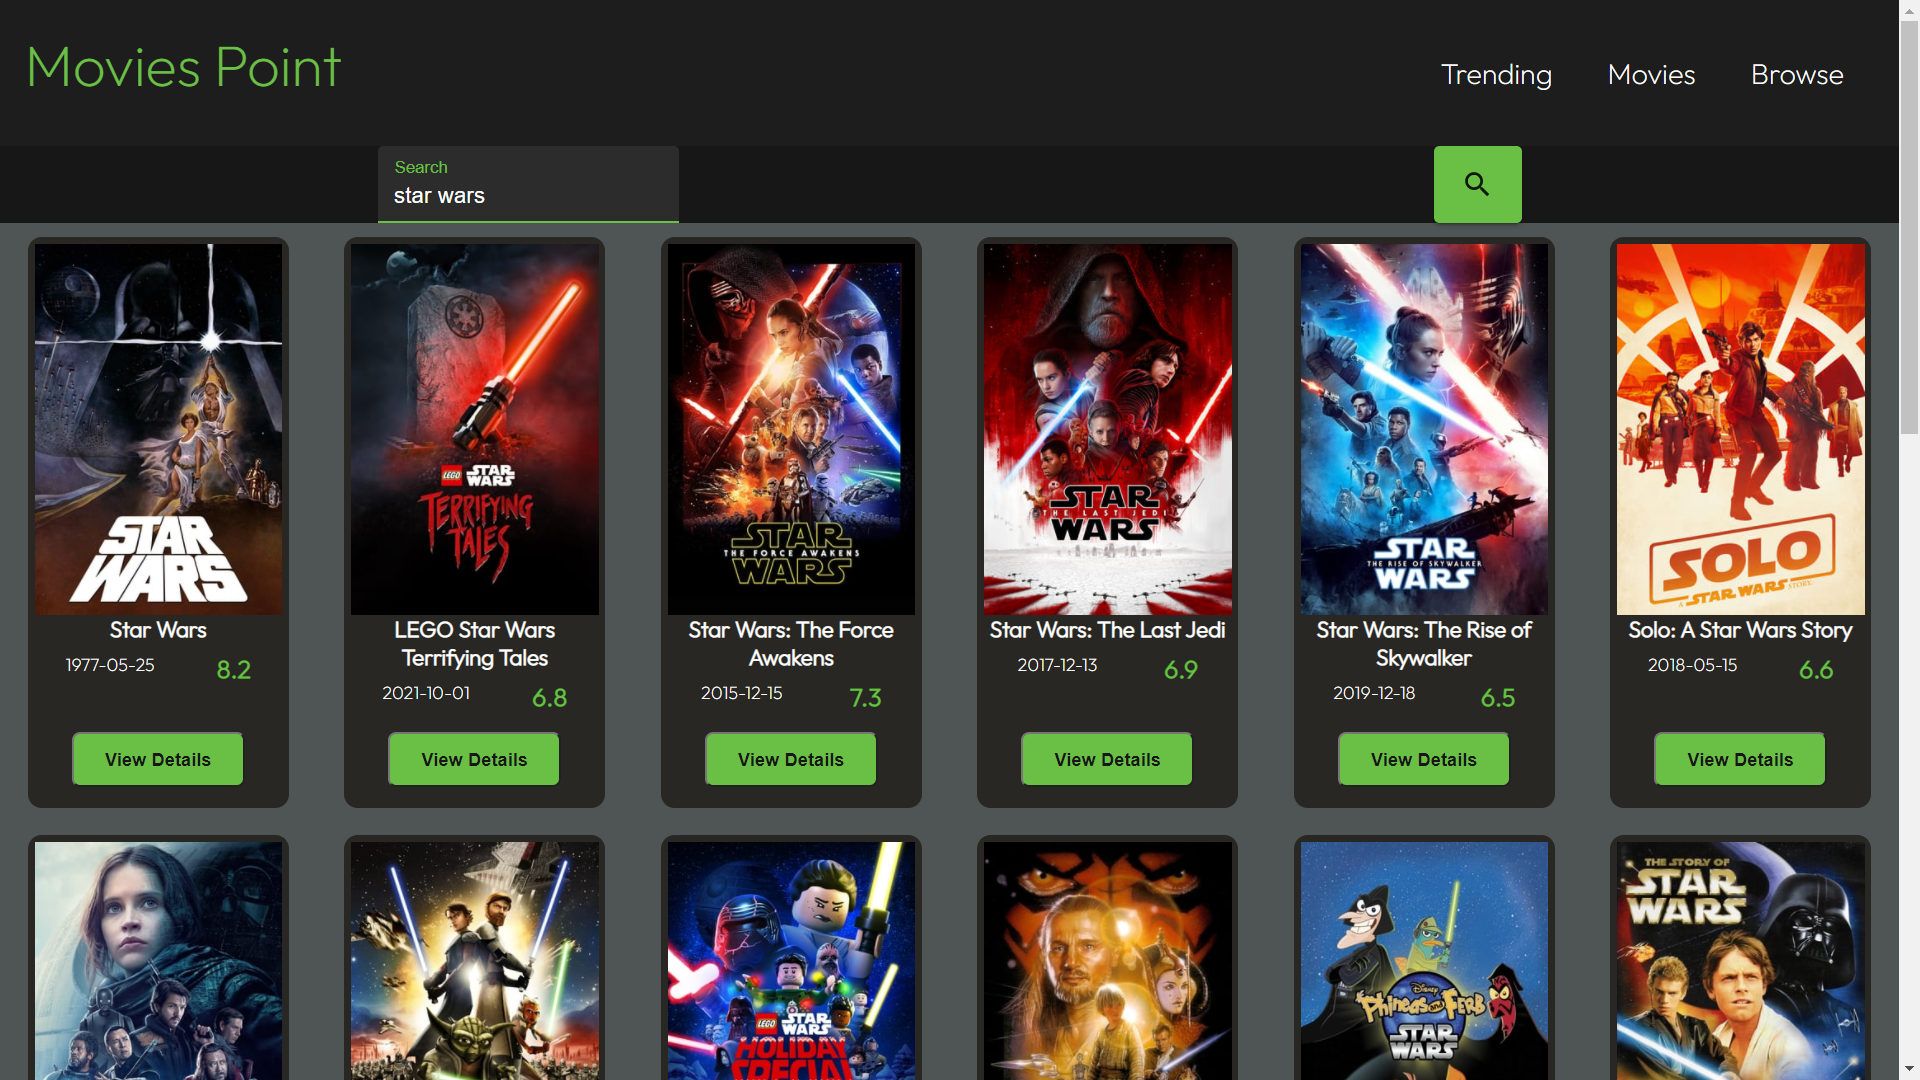 Movies Point
Trending
Movies
Browse
Search
star wars
STAR
WARS
LEGO STAR
WARS
TERRIFYING
TALES
STAR
THE FORCE AWAKENS
WARS
STAR
THE LAST JEDI
WARS
STAR
THE RISE OF SKYWALKER
WARS
SOLO
A STAR WARS STORY
Star Wars
1977-05-25
8.2
View Details
LEGO Star Wars
Terrifying Tales
2021-10-01
6.8
View Details
Star Wars: The Force
Awakens
2015-12-15
7.3
View Details
Star Wars: The Last Jedi
2017-12-13
6.9
View Details
Star Wars: The Rise of
Skywalker
2019-12-18
6.5
View Details
Solo: A Star Wars Story
2018-05-15
6.6
View Details
LEGO STAR
WARS
HOLIDAY
SPECIAL
Disney
Phineas and Ferb
STAR
WARS
THE STORY OF
STAR
WARS